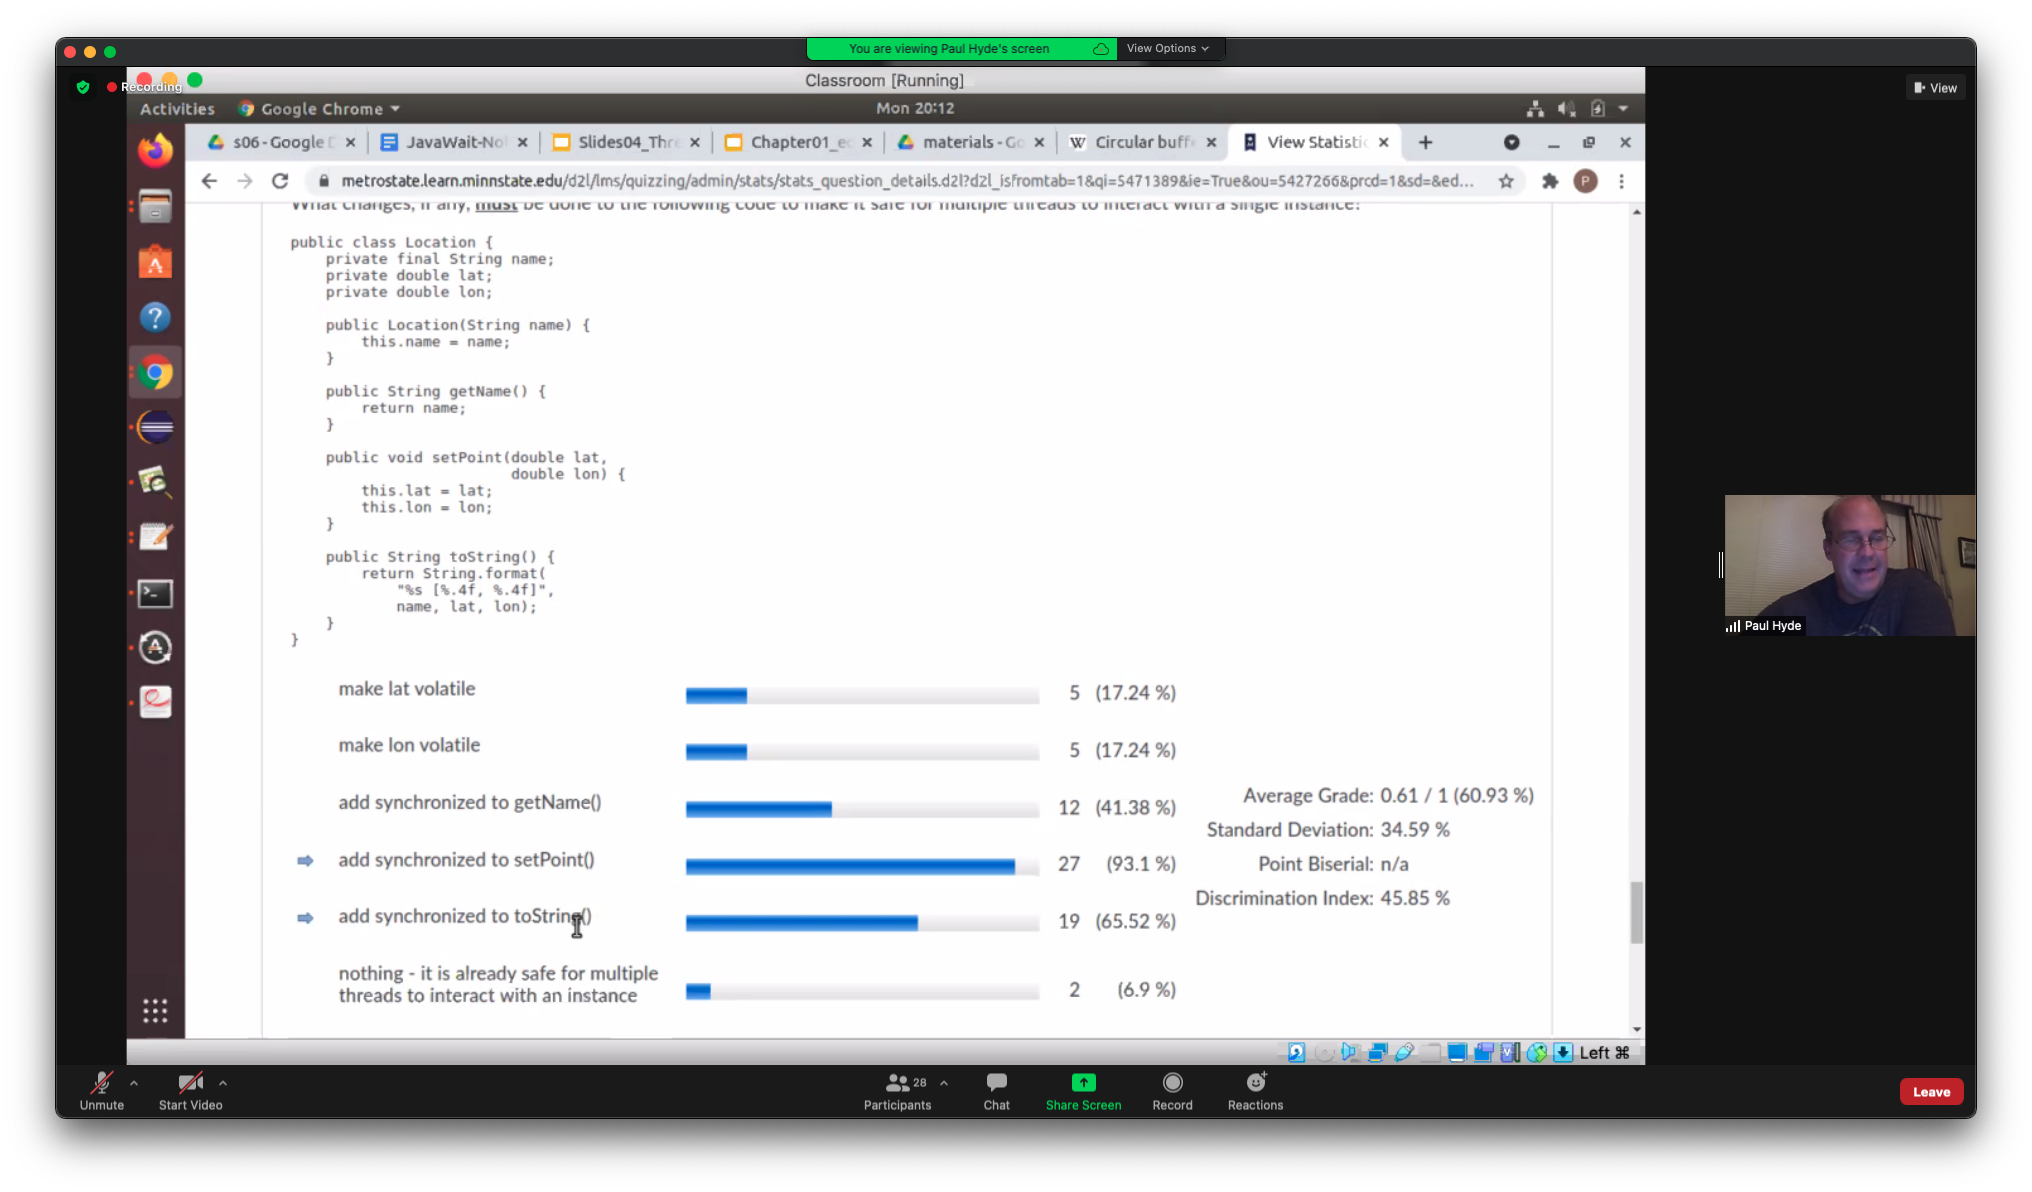 You are viewing Paul Hyde's screen
View Options
Recording
Classroom [Running]
View
Activities
Google Chrome
Mon 20:12
s06 - Google D
JavaWait-No
Slides04_Thre
Chapter01_ec
materials - Go
Circular buff
View Statistic
metrostate.learn.minnstate.edu/d2l/lms/quizzing/admin/stats/stats_question_details.d2l?d2l_isfromtab=1&qi=5471389&ie=True&ou=5427266&prcd=1&sd=&ed...
P
What changes, if any, must be done to the following code to make it safe for multiple threads to interact with a single instance?
public class Location {
private final String name;
private double lat;
private double lon;
public Location(String name) {
this.name = name;
}
public String getName() {
return name;
}
public void setPoint(double lat,
double lon) {
this.lat = lat;
this.lon = lon;
}
public String toString() {
return String.format(
"%s [%.4f, %.4f]",
name, lat, lon);
}
}
Paul Hyde
make lat volatile 5 (17.24 %)
make lon volatile 5 (17.24 %)
add synchronized to getName() 12 (41.38 %)
add synchronized to setPoint() 27 (93.1 %)
add synchronized to toString() 19 (65.52 %)
nothing - it is already safe for multiple
threads to interact with an instance 2 (6.9 %)
Average Grade: 0.61 / 1 (60.93 %)
Standard Deviation: 34.59 %
Point Biserial: n/a
Discrimination Index: 45.85 %
Left ⌘
Unmute
Start Video
28
Participants
Chat
Share Screen
Record
Reactions
Leave